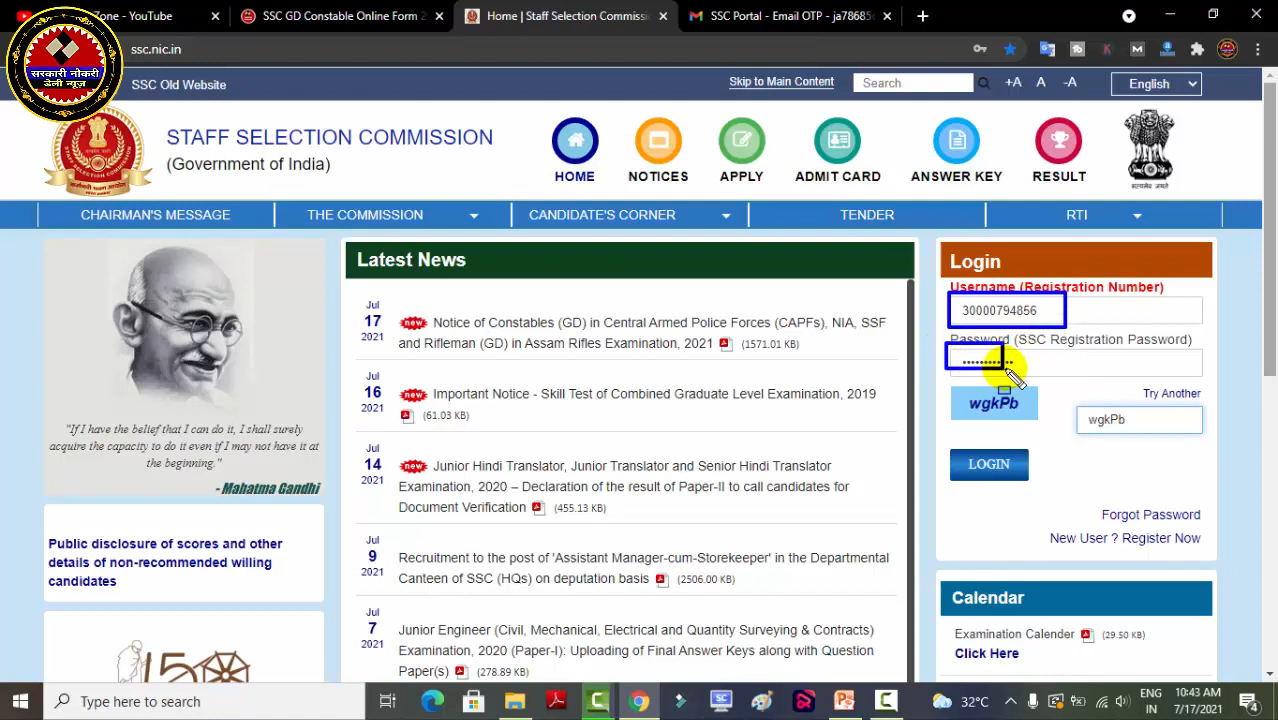 Zone - YouTube
SSC GD Constable Online Form 2
Home | Staff Selection Commissi
SSC Portal - Email OTP - ja78685
ssc.nic.in
सरकारी नोकरी
डेली न्यूज़
SSC Old Website
Skip to Main Content
Search
+A A -A
English
STAFF SELECTION COMMISSION
(Government of India)
HOME
NOTICES
APPLY
ADMIT CARD
ANSWER KEY
RESULT
सत्यमेव जयते
CHAIRMAN'S MESSAGE
THE COMMISSION
CANDIDATE'S CORNER
TENDER
RTI
"If I have the belief that I can do it, I shall surely
acquire the capacity to do it even if I may not have it at
the beginning."
- Mahatma Gandhi
Public disclosure of scores and other
details of non-recommended willing
candidates
15
Latest News
Jul
17
2021
new Notice of Constables (GD) in Central Armed Police Forces (CAPFs), NIA, SSF
and Rifleman (GD) in Assam Rifles Examination, 2021 (1571.01 KB)
Jul
16
2021
new Important Notice - Skill Test of Combined Graduate Level Examination, 2019
(61.03 KB)
Jul
14
2021
new Junior Hindi Translator, Junior Translator and Senior Hindi Translator
Examination, 2020 – Declaration of the result of Paper-II to call candidates for
Document Verification (455.13 KB)
Jul
9
2021
Recruitment to the post of 'Assistant Manager-cum-Storekeeper' in the Departmental
Canteen of SSC (HQs) on deputation basis (2506.00 KB)
Jul
7
2021
Junior Engineer (Civil, Mechanical, Electrical and Quantity Surveying & Contracts)
Examination, 2020 (Paper-I): Uploading of Final Answer Keys along with Question
Paper(s) (278.89 KB)
Login
Username (Registration Number)
30000794856
Password (SSC Registration Password)
wgkPb
Try Another
wgkPb
LOGIN
Forgot Password
New User ? Register Now
Calendar
Examination Calender (29.50 KB)
Click Here
Type here to search
32°C
ENG
IN
10:43 AM
7/17/2021
4